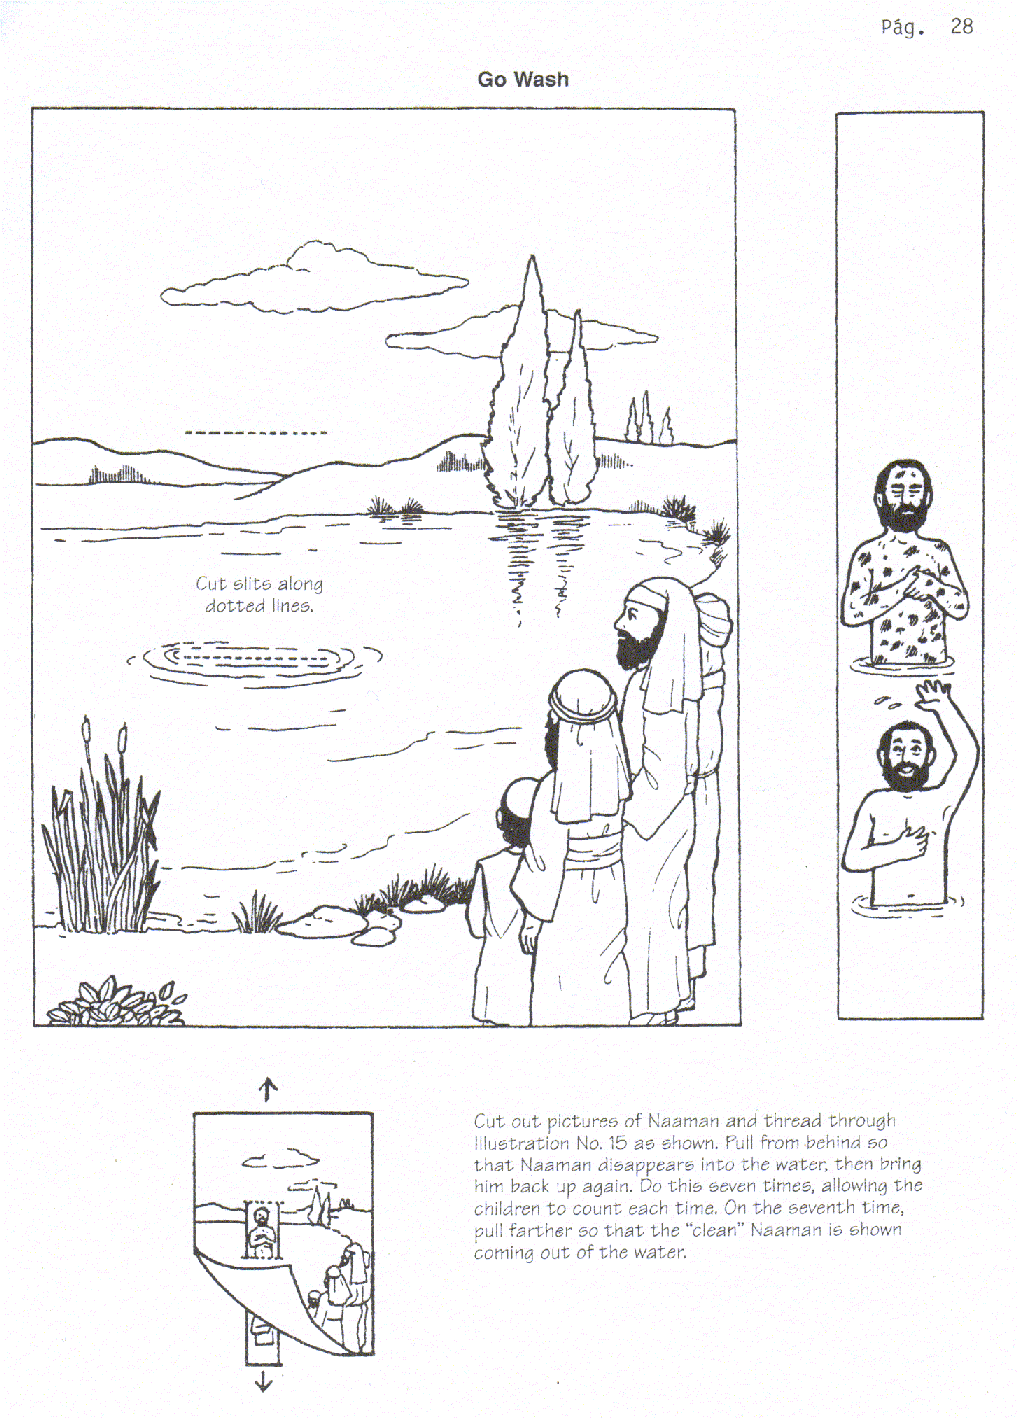 Pág. 28
Go Wash
Cut slits along
dotted lines.
Cut out pictures of Naaman and thread through
Illustration No. 15 as shown. Pull from behind so
that Naaman disappears into the water, then bring
him back up again. Do this seven times, allowing the
children to count each time. On the seventh time,
pull farther so that the "clean" Naaman is shown
coming out of the water.